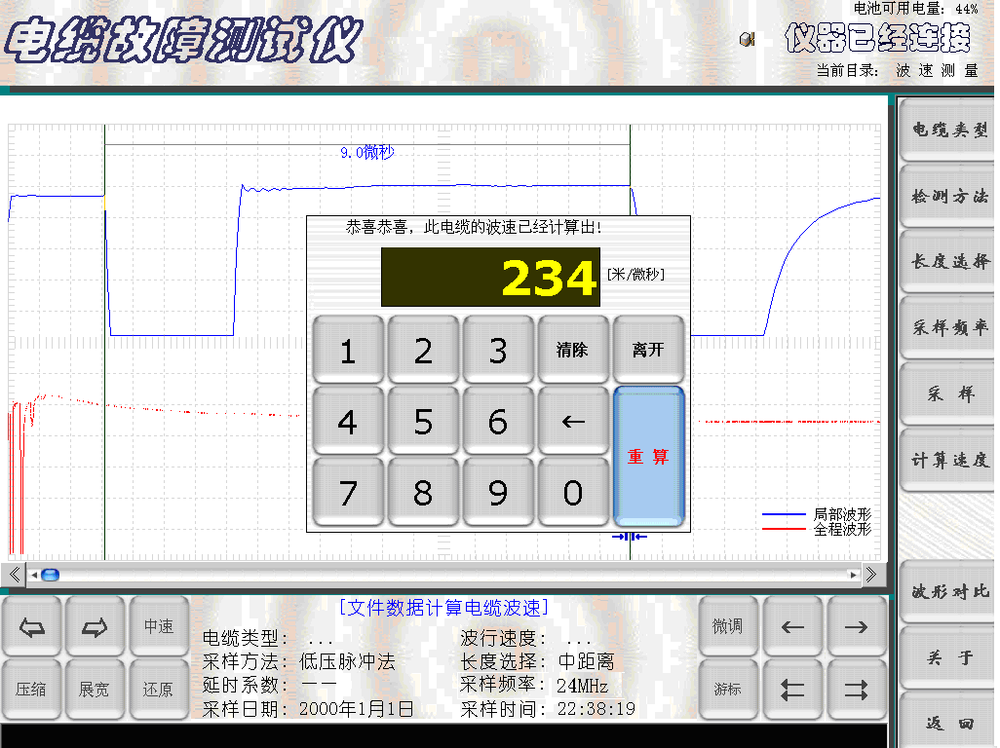 电缆故障测试仪
电池可用电量: 44%
仪器已经连接
当前目录: 波速测量
9.0微秒
恭喜恭喜, 此电缆的波速已经计算出!
234
[米/微秒]
1 2 3 清除 离开
4 5 6 ← 重算
7 8 9 0
局部波形
全程波形
电缆类型
检测方法
长度选择
采样频率
采样
计算速度
波形对比
关于
返回
中速
压缩 展宽 还原
[文件数据计算电缆波速]
电缆类型: ... 波行速度: ...
采样方法: 低压脉冲法 长度选择: 中距离
延时系数: 一一 采样频率: 24MHz
采样日期: 2000年1月1日 采样时间: 22:38:19
微调 ← →
游标